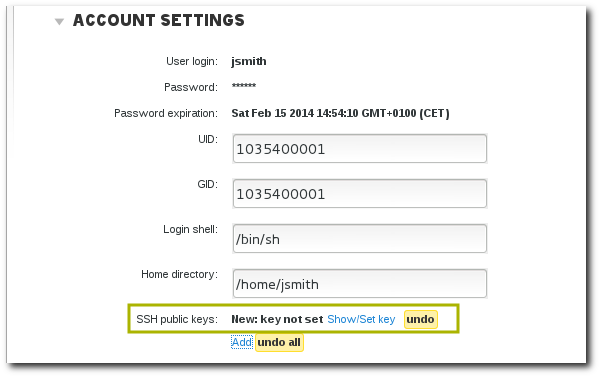 ACCOUNT SETTINGS
User login: jsmith
Password: ******
Password expiration: Sat Feb 15 2014 14:54:10 GMT+0100 (CET)
UID: 1035400001
GID: 1035400001
Login shell: /bin/sh
Home directory: /home/jsmith
SSH public keys: New: key not set Show/Set key undo
Add undo all